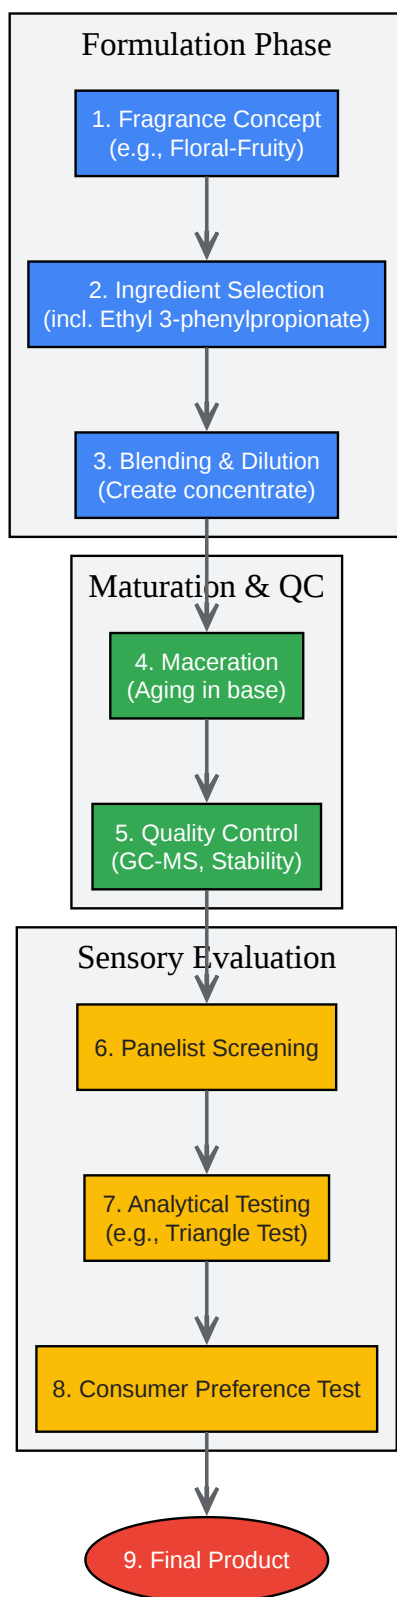 Formulation Phase
1. Fragrance Concept
(e.g., Floral-Fruity)
2. Ingredient Selection
(incl. Ethyl 3-phenylpropionate)
3. Blending & Dilution
(Create concentrate)
Maturation & QC
4. Maceration
(Aging in base)
5. Quality Control
(GC-MS, Stability)
Sensory Evaluation
6. Panelist Screening
7. Analytical Testing
(e.g., Triangle Test)
8. Consumer Preference Test
9. Final Product